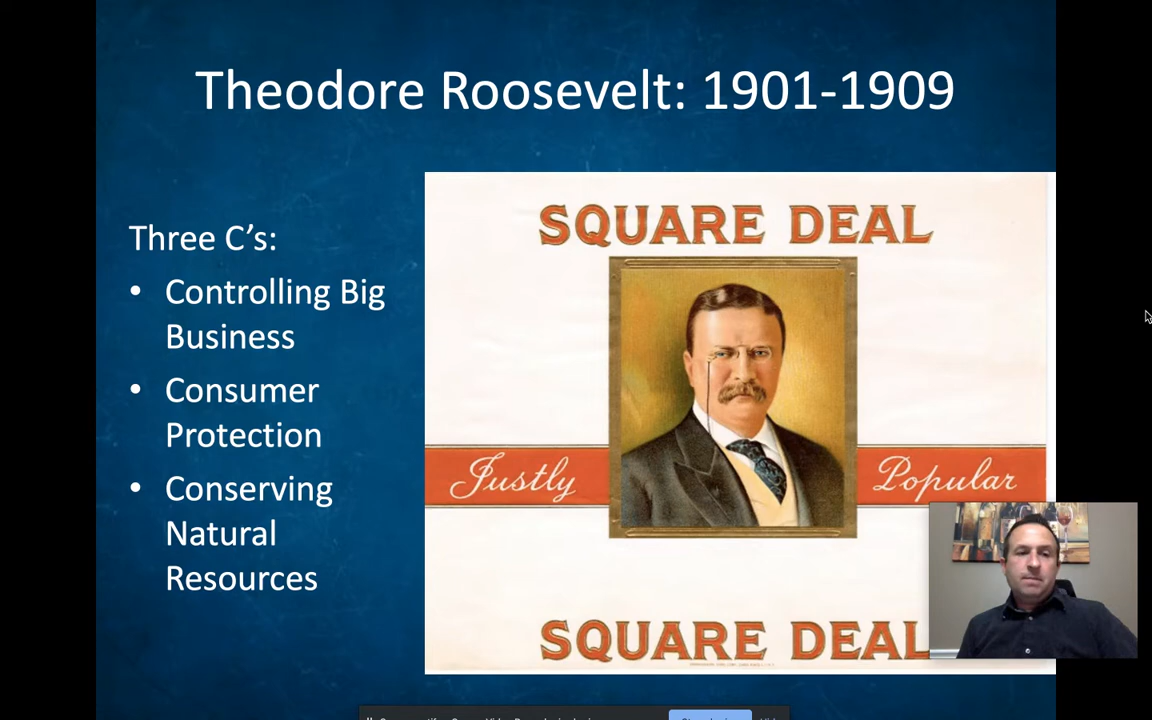 Theodore Roosevelt: 1901-1909
Three C’s:
• Controlling Big
Business
• Consumer
Protection
• Conserving
Natural
Resources
SQUARE DEAL
Justly Popular
SQUARE DEAL